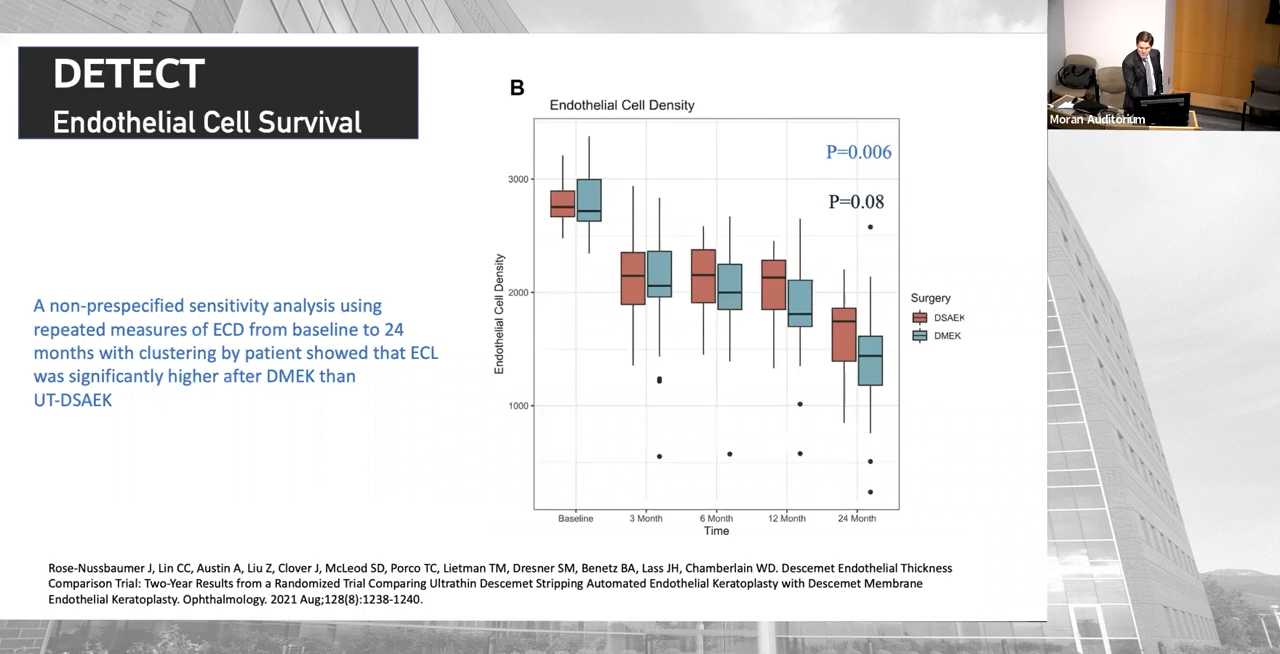 DETECT
Endothelial Cell Survival
A non-prespecified sensitivity analysis using
repeated measures of ECD from baseline to 24
months with clustering by patient showed that ECL
was significantly higher after DMEK than
UT-DSAEK
B
Endothelial Cell Density
P=0.006
P=0.08
Endothelial Cell Density
3000
2000
1000
Baseline
3 Month
6 Month
12 Month
24 Month
Time
Surgery
DSAEK
DMEK
Rose-Nussbaumer J, Lin CC, Austin A, Liu Z, Clover J, McLeod SD, Porco TC, Lietman TM, Dresner SM, Benetz BA, Lass JH, Chamberlain WD. Descemet Endothelial Thickness
Comparison Trial: Two-Year Results from a Randomized Trial Comparing Ultrathin Descemet Stripping Automated Endothelial Keratoplasty with Descemet Membrane
Endothelial Keratoplasty. Ophthalmology. 2021 Aug;128(8):1238-1240.
Moran Auditorium